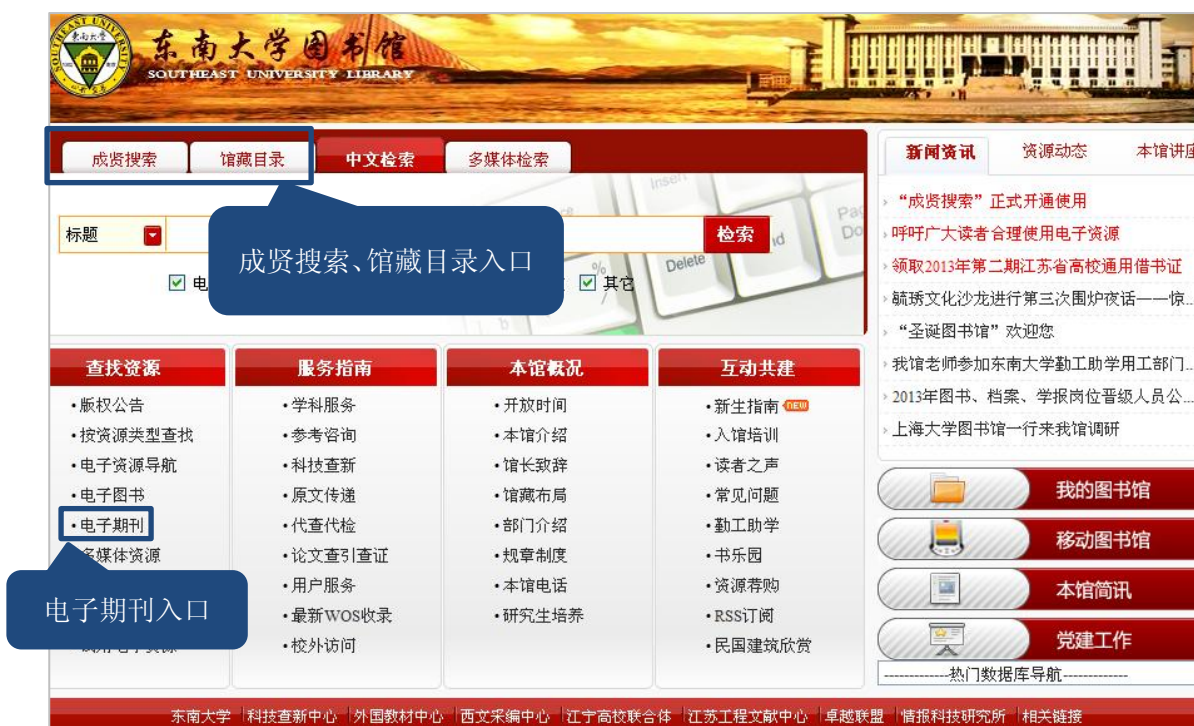 东南大学图书馆
SOUTHEAST UNIVERSITY LIBRARY
成贤搜索 馆藏目录 中文检索 多媒体检索
标题 检索
成贤搜索、馆藏目录入口
电 其它
新闻资讯 资源动态 本馆讲座
“成贤搜索”正式开通使用
呼吁广大读者合理使用电子资源
领取2013年第二期江苏省高校通用借书证
毓琇文化沙龙进行第三次围炉夜话——惊...
“圣诞图书馆”欢迎您
我馆老师参加东南大学勤工助学用工部门...
2013年图书、档案、学报岗位晋级人员公...
上海大学图书馆一行来我馆调研
查找资源
·版权公告
·按资源类型查找
·电子资源导航
·电子图书
·电子期刊
多媒体资源
电子期刊入口
服务指南
·学科服务
·参考咨询
·科技查新
·原文传递
·代查代检
·论文查引查证
·用户服务
·最新WOS收录
·校外访问
本馆概况
·开放时间
·本馆介绍
·馆长致辞
·馆藏布局
·部门介绍
·规章制度
·本馆电话
·研究生培养
互动共建
·新生指南 NEW
·入馆培训
·读者之声
·常见问题
·勤工助学
·书乐园
·资源荐购
·RSS订阅
·民国建筑欣赏
我的图书馆
移动图书馆
本馆简讯
党建工作
-------------热门数据库导航-------------
东南大学 | 科技查新中心 | 外国教材中心 | 西文采编中心 | 江宁高校联合体 | 江苏工程文献中心 | 卓越联盟 | 情报科技研究所 | 相关链接
Insert
Delete